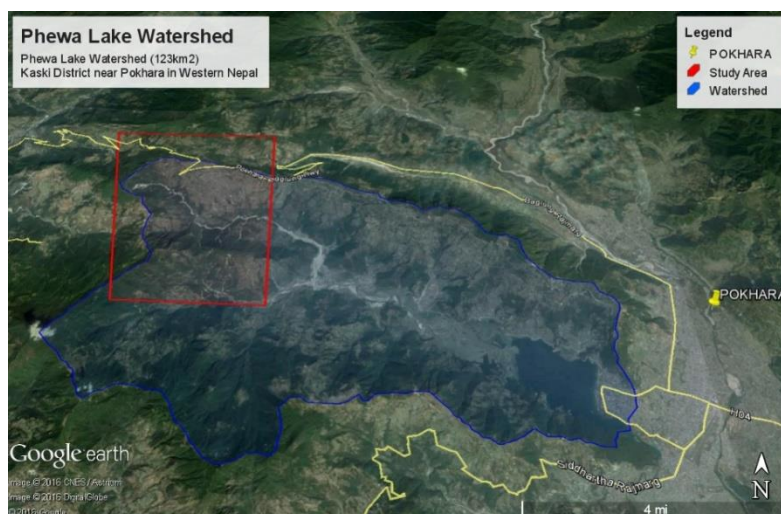 Phewa Lake Watershed
Phewa Lake Watershed (123km2)
Kaski District near Pokhara in Western Nepal
Legend
POKHARA
Study Area
Watershed
POKHARA
H04
Siddhartha Rajmarg
Google earth
Image © 2016 CNES / Astrium
Image © 2016 DigitalGlobe
© 2016 Google
N
4 mi